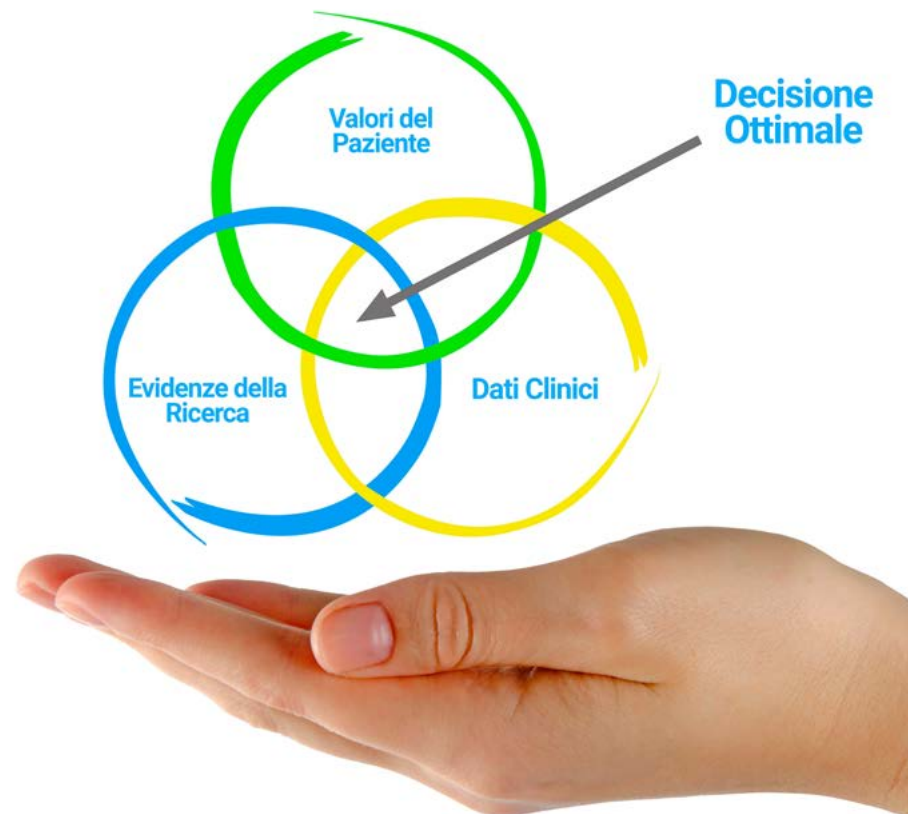 Valori del
Paziente
Decisione
Ottimale
Evidenze della
Ricerca
Dati Clinici